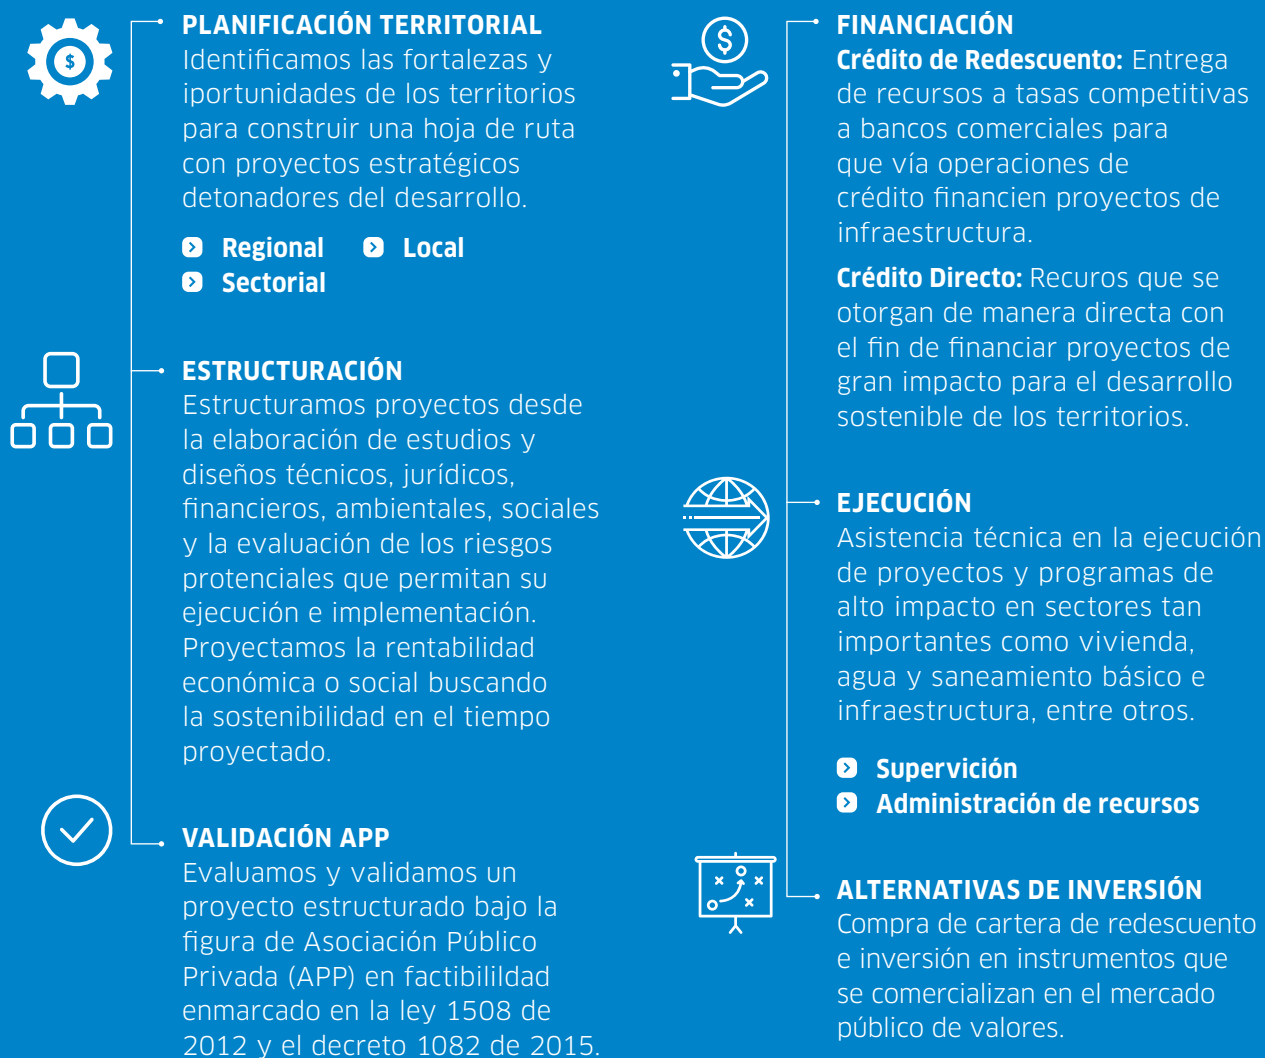 PLANIFICACIÓN TERRITORIAL
Identificamos las fortalezas y
iportunidades de los territorios
para construir una hoja de ruta
con proyectos estratégicos
detonadores del desarrollo.
Regional Local
Sectorial
ESTRUCTURACIÓN
Estructuramos proyectos desde
la elaboración de estudios y
diseños técnicos, jurídicos,
financieros, ambientales, sociales
y la evaluación de los riesgos
protenciales que permitan su
ejecución e implementación.
Proyectamos la rentabilidad
económica o social buscando
la sostenibilidad en el tiempo
proyectado.
VALIDACIÓN APP
Evaluamos y validamos un
proyecto estructurado bajo la
figura de Asociación Público
Privada (APP) en factibilildad
enmarcado en la ley 1508 de
2012 y el decreto 1082 de 2015.
FINANCIACIÓN
Crédito de Redescuento: Entrega
de recursos a tasas competitivas
a bancos comerciales para
que vía operaciones de
crédito financien proyectos de
infraestructura.
Crédito Directo: Recuros que se
otorgan de manera directa con
el fin de financiar proyectos de
gran impacto para el desarrollo
sostenible de los territorios.
EJECUCIÓN
Asistencia técnica en la ejecución
de proyectos y programas de
alto impacto en sectores tan
importantes como vivienda,
agua y saneamiento básico e
infraestructura, entre otros.
Supervición
Administración de recursos
ALTERNATIVAS DE INVERSIÓN
Compra de cartera de redescuento
e inversión en instrumentos que
se comercializan en el mercado
público de valores.